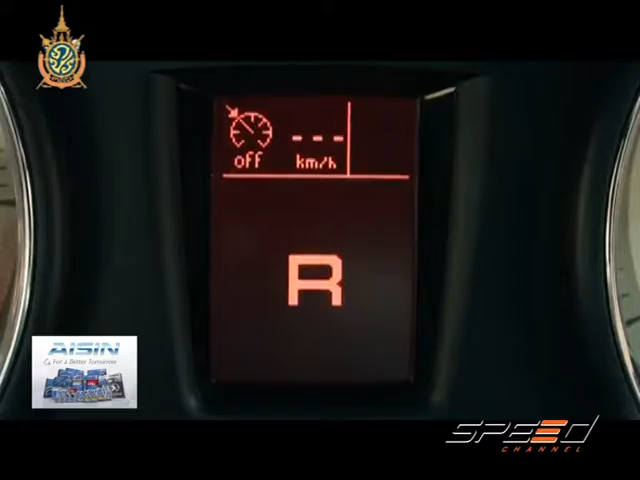 off
--- km/h
R
AISIN
For a Better Tomorrow
SPEED
CHANNEL